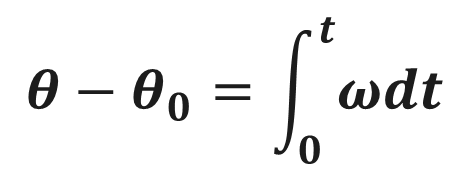 θ − θ₀ = ∫₀ᵗ ωdt